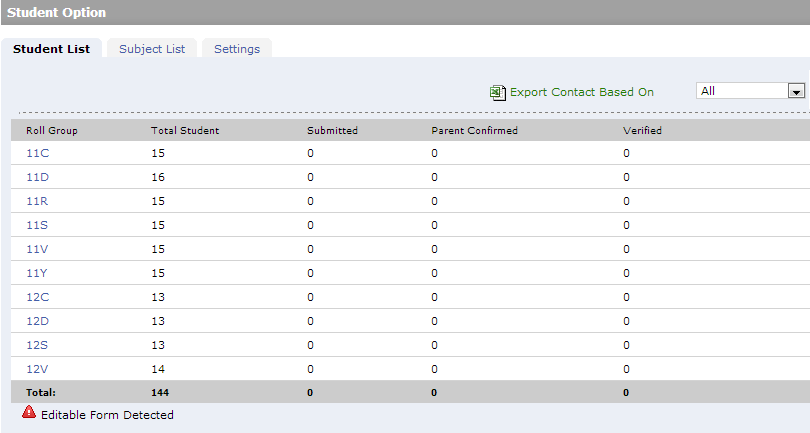 Student Option
Student List Subject List Settings
Export Contact Based On All
Roll Group Total Student Submitted Parent Confirmed Verified
11C 15 0 0 0
11D 16 0 0 0
11R 15 0 0 0
11S 15 0 0 0
11V 15 0 0 0
11Y 15 0 0 0
12C 13 0 0 0
12D 13 0 0 0
12S 13 0 0 0
12V 14 0 0 0
Total: 144 0 0 0
Editable Form Detected